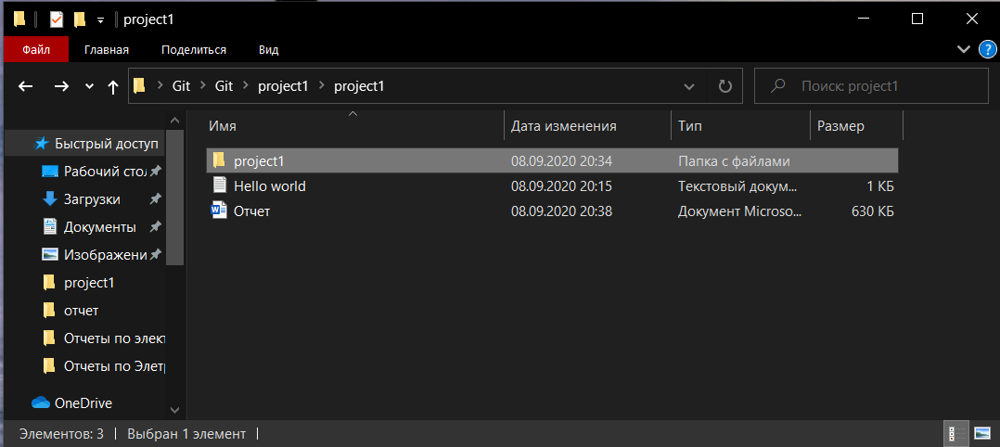 project1
Файл Главная Поделиться Вид
Git Git project1 project1
Поиск: project1
Имя Дата изменения Тип Размер
Быстрый доступ
Рабочий стол
Загрузки
Документы
Изображени
project1
отчет
Отчеты по элект
Отчеты по Элетр
OneDrive
project1 08.09.2020 20:34 Папка с файлами
Hello world 08.09.2020 20:15 Текстовый докум... 1 КБ
Отчет 08.09.2020 20:38 Документ Microso... 630 КБ
Элементов: 3 Выбран 1 элемент